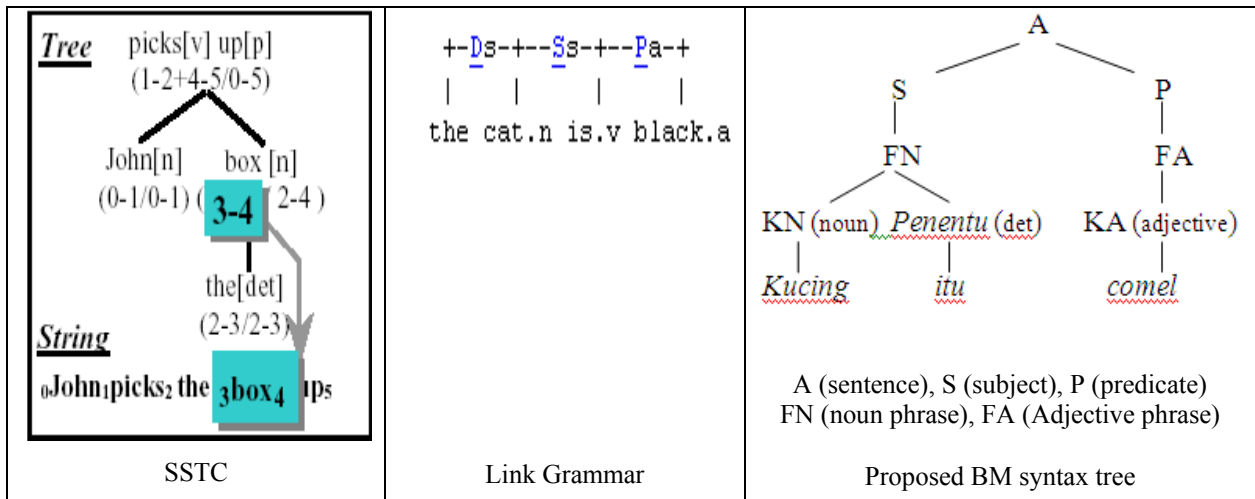 Tree picks[v] up[p]
(1-2+4-5/0-5)
John[n] box [n]
(0-1/0-1) ( 3-4 2-4 )
the[det]
(2-3/2-3)
String
0John1picks2 the 3box4 up5
SSTC
+-Ds-+--Ss-+--Pa-+
| | | |
the cat.n is.v black.a
Link Grammar
A
S P
FN FA
KN (noun) Penentu (det) KA (adjective)
Kucing itu comel
A (sentence), S (subject), P (predicate)
FN (noun phrase), FA (Adjective phrase)
Proposed BM syntax tree